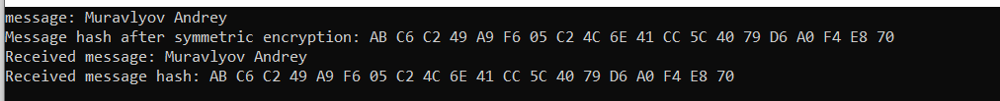 message: Muravlyov Andrey
Message hash after symmetric encryption: AB C6 C2 49 A9 F6 05 C2 4C 6E 41 CC 5C 40 79 D6 A0 F4 E8 70
Received message: Muravlyov Andrey
Received message hash: AB C6 C2 49 A9 F6 05 C2 4C 6E 41 CC 5C 40 79 D6 A0 F4 E8 70